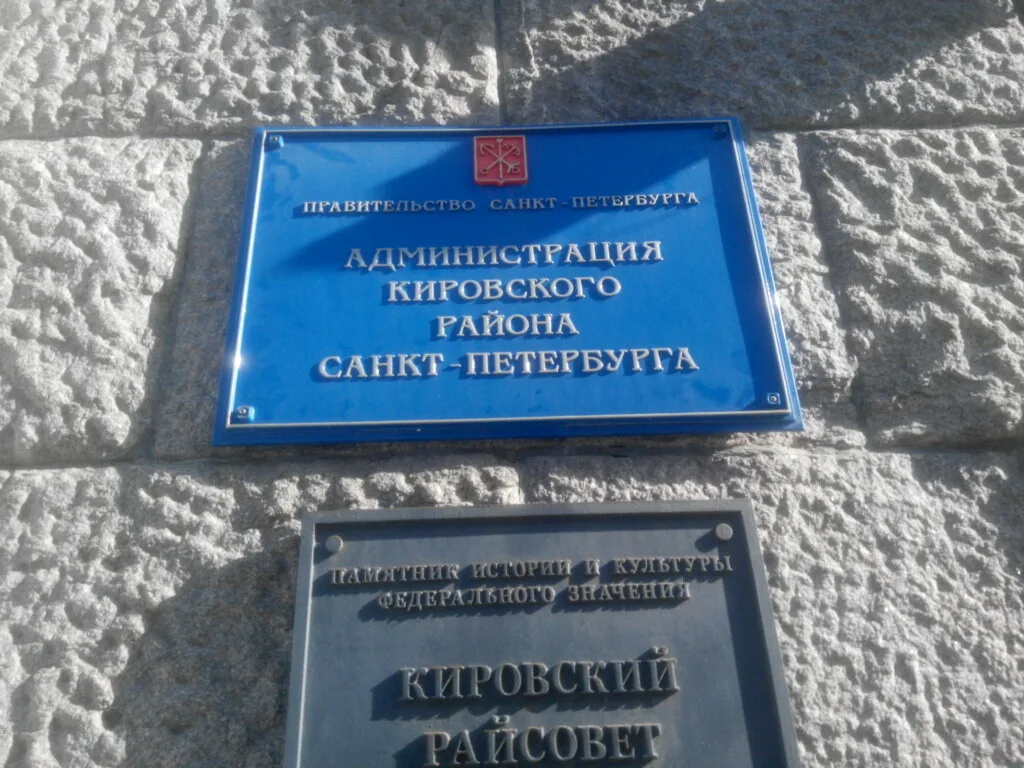 ПРАВИТЕЛЬСТВО САНКТ-ПЕТЕРБУРГА
АДМИНИСТРАЦИЯ
КИРОВСКОГО
РАЙОНА
САНКТ-ПЕТЕРБУРГА
ПАМЯТНИК ИСТОРИИ И КУЛЬТУРЫ
ФЕДЕРАЛЬНОГО ЗНАЧЕНИЯ
КИРОВСКИЙ
РАЙСОВЕТ